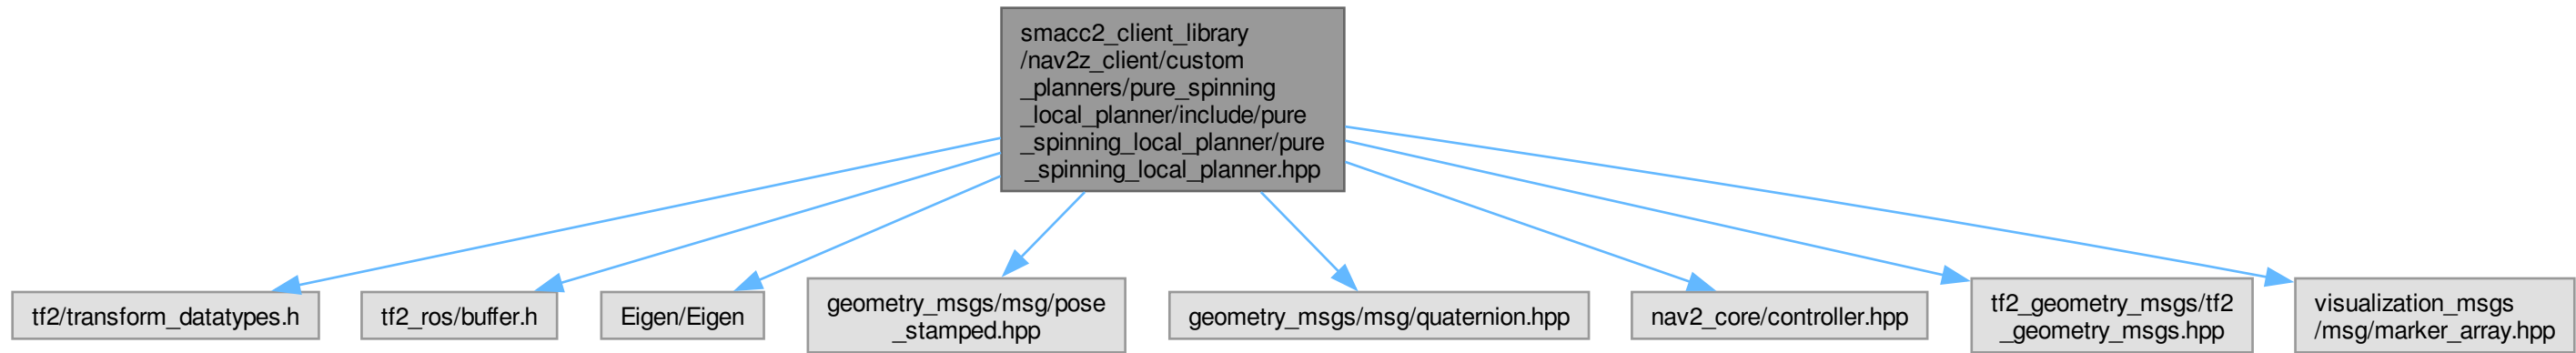 smacc2_client_library
/nav2z_client/custom
_planners/pure_spinning
_local_planner/include/pure
_spinning_local_planner/pure
_spinning_local_planner.hpp
tf2/transform_datatypes.h
tf2_ros/buffer.h
Eigen/Eigen
geometry_msgs/msg/pose
_stamped.hpp
geometry_msgs/msg/quaternion.hpp
nav2_core/controller.hpp
tf2_geometry_msgs/tf2
_geometry_msgs.hpp
visualization_msgs
/msg/marker_array.hpp